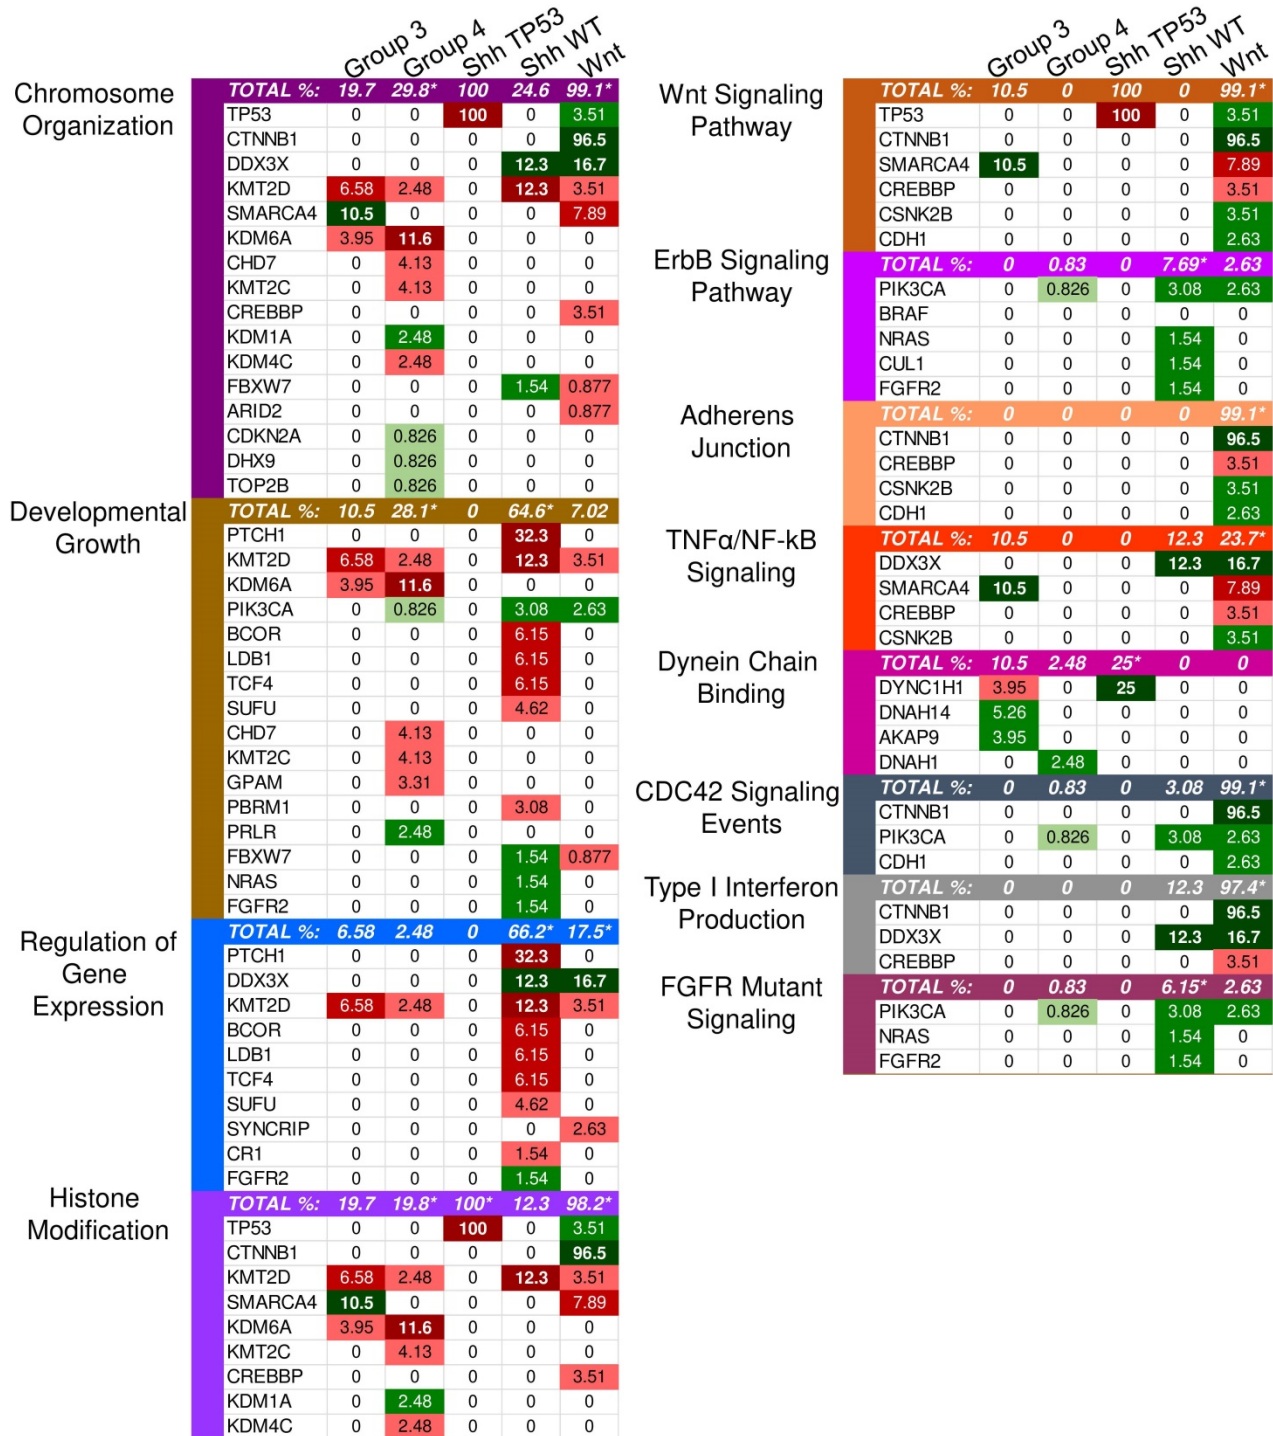 Group 3 Group 4 Shh TP53 Shh WT Wnt
Chromosome
Organization
TOTAL %: 19.7 29.8* 100 24.6 99.1*
TP53 0 0 100 0 3.51
CTNNB1 0 0 0 0 96.5
DDX3X 0 0 0 12.3 16.7
KMT2D 6.58 2.48 0 12.3 3.51
SMARCA4 10.5 0 0 0 7.89
KDM6A 3.95 11.6 0 0 0
CHD7 0 4.13 0 0 0
KMT2C 0 4.13 0 0 0
CREBBP 0 0 0 0 3.51
KDM1A 0 2.48 0 0 0
KDM4C 0 2.48 0 0 0
FBXW7 0 0 0 1.54 0.877
ARID2 0 0 0 0 0.877
CDKN2A 0 0.826 0 0 0
DHX9 0 0.826 0 0 0
TOP2B 0 0.826 0 0 0
Developmental
Growth
TOTAL %: 10.5 28.1* 0 64.6* 7.02
PTCH1 0 0 0 32.3 0
KMT2D 6.58 2.48 0 12.3 3.51
KDM6A 3.95 11.6 0 0 0
PIK3CA 0 0.826 0 3.08 2.63
BCOR 0 0 0 6.15 0
LDB1 0 0 0 6.15 0
TCF4 0 0 0 6.15 0
SUFU 0 0 0 4.62 0
CHD7 0 4.13 0 0 0
KMT2C 0 4.13 0 0 0
GPAM 0 3.31 0 0 0
PBRM1 0 0 0 3.08 0
PRLR 0 2.48 0 0 0
FBXW7 0 0 0 1.54 0.877
NRAS 0 0 0 1.54 0
FGFR2 0 0 0 1.54 0
Regulation of
Gene
Expression
TOTAL %: 6.58 2.48 0 66.2* 17.5*
PTCH1 0 0 0 32.3 0
DDX3X 0 0 0 12.3 16.7
KMT2D 6.58 2.48 0 12.3 3.51
BCOR 0 0 0 6.15 0
LDB1 0 0 0 6.15 0
TCF4 0 0 0 6.15 0
SUFU 0 0 0 4.62 0
SYNCRIP 0 0 0 0 2.63
CR1 0 0 0 1.54 0
FGFR2 0 0 0 1.54 0
Histone
Modification
TOTAL %: 19.7 19.8* 100* 12.3 98.2*
TP53 0 0 100 0 3.51
CTNNB1 0 0 0 0 96.5
KMT2D 6.58 2.48 0 12.3 3.51
SMARCA4 10.5 0 0 0 7.89
KDM6A 3.95 11.6 0 0 0
KMT2C 0 4.13 0 0 0
CREBBP 0 0 0 0 3.51
KDM1A 0 2.48 0 0 0
KDM4C 0 2.48 0 0 0
Group 3 Group 4 Shh TP53 Shh WT Wnt
Wnt Signaling
Pathway
TOTAL %: 10.5 0 100 0 99.1*
TP53 0 0 100 0 3.51
CTNNB1 0 0 0 0 96.5
SMARCA4 10.5 0 0 0 7.89
CREBBP 0 0 0 0 3.51
CSNK2B 0 0 0 0 3.51
CDH1 0 0 0 0 2.63
ErbB Signaling
Pathway
TOTAL %: 0 0.83 0 7.69* 2.63
PIK3CA 0 0.826 0 3.08 2.63
BRAF 0 0 0 0 0
NRAS 0 0 0 1.54 0
CUL1 0 0 0 1.54 0
FGFR2 0 0 0 1.54 0
Adherens
Junction
TOTAL %: 0 0 0 0 99.1*
CTNNB1 0 0 0 0 96.5
CREBBP 0 0 0 0 3.51
CSNK2B 0 0 0 0 3.51
CDH1 0 0 0 0 2.63
TNFα/NF-kB
Signaling
TOTAL %: 10.5 0 0 12.3 23.7*
DDX3X 0 0 0 12.3 16.7
SMARCA4 10.5 0 0 0 7.89
CREBBP 0 0 0 0 3.51
CSNK2B 0 0 0 0 3.51
Dynein Chain
Binding
TOTAL %: 10.5 2.48 25* 0 0
DYNC1H1 3.95 0 25 0 0
DNAH14 5.26 0 0 0 0
AKAP9 3.95 0 0 0 0
DNAH1 0 2.48 0 0 0
CDC42 Signaling
Events
TOTAL %: 0 0.83 0 3.08 99.1*
CTNNB1 0 0 0 0 96.5
PIK3CA 0 0.826 0 3.08 2.63
CDH1 0 0 0 0 2.63
Type I Interferon
Production
TOTAL %: 0 0 0 12.3 97.4*
CTNNB1 0 0 0 0 96.5
DDX3X 0 0 0 12.3 16.7
CREBBP 0 0 0 0 3.51
FGFR Mutant
Signaling
TOTAL %: 0 0.83 0 6.15* 2.63
PIK3CA 0 0.826 0 3.08 2.63
NRAS 0 0 0 1.54 0
FGFR2 0 0 0 1.54 0